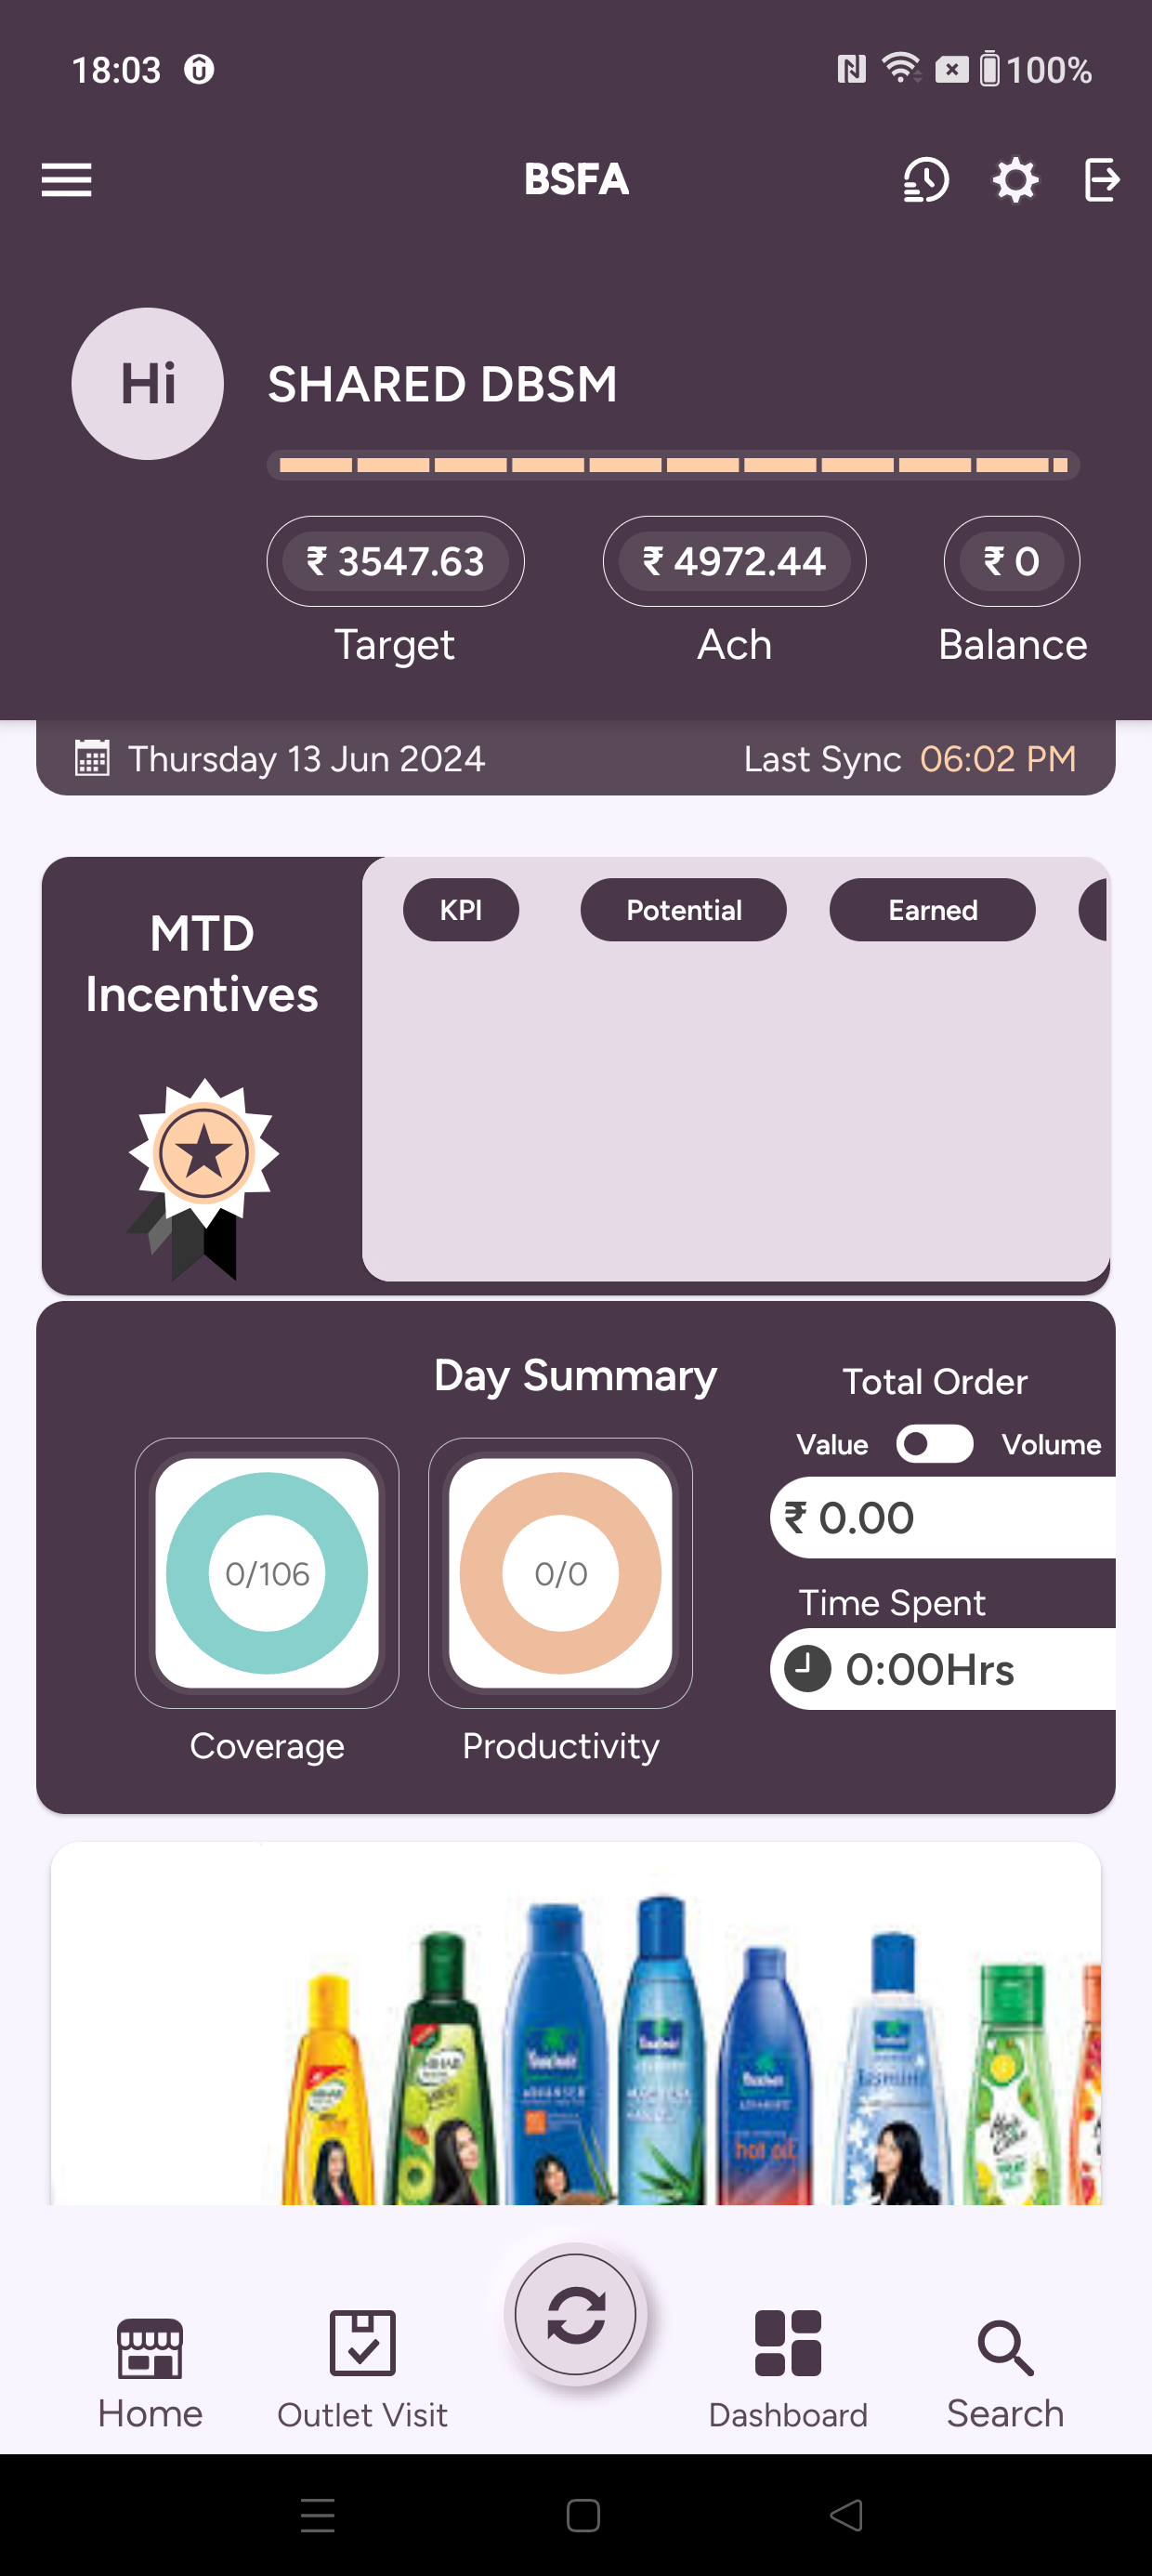 18:03
100%
BSFA
Hi
SHARED DBSM
₹ 3547.63
₹ 4972.44
₹ 0
Target
Ach
Balance
Thursday 13 Jun 2024
Last Sync 06:02 PM
MTD
Incentives
KPI
Potential
Earned
Day Summary
Total Order
Value
Volume
₹ 0.00
0/106
0/0
Time Spent
0:00Hrs
Coverage
Productivity
hot oil
Home
Outlet Visit
Dashboard
Search